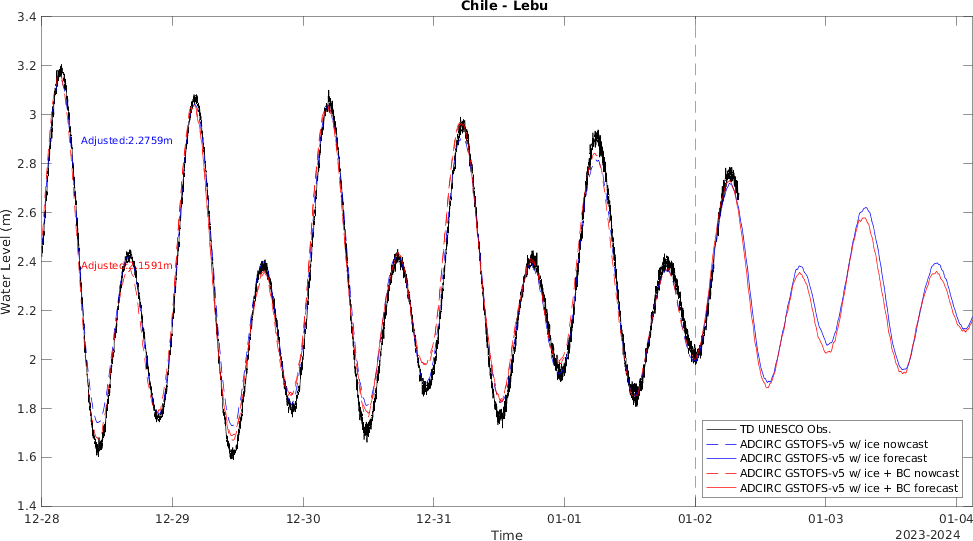 Chile - Lebu
3.4
3.2
3
2.8
2.6
2.4
2.2
2
1.8
1.6
1.4
Water Level (m)
Adjusted:2.2759m
Adjusted:2.1591m
TD UNESCO Obs.
ADCIRC GSTOFS-v5 w/ ice nowcast
ADCIRC GSTOFS-v5 w/ ice forecast
ADCIRC GSTOFS-v5 w/ ice + BC nowcast
ADCIRC GSTOFS-v5 w/ ice + BC forecast
12-28 12-29 12-30 12-31 01-01 01-02 01-03 01-04
Time
2023-2024